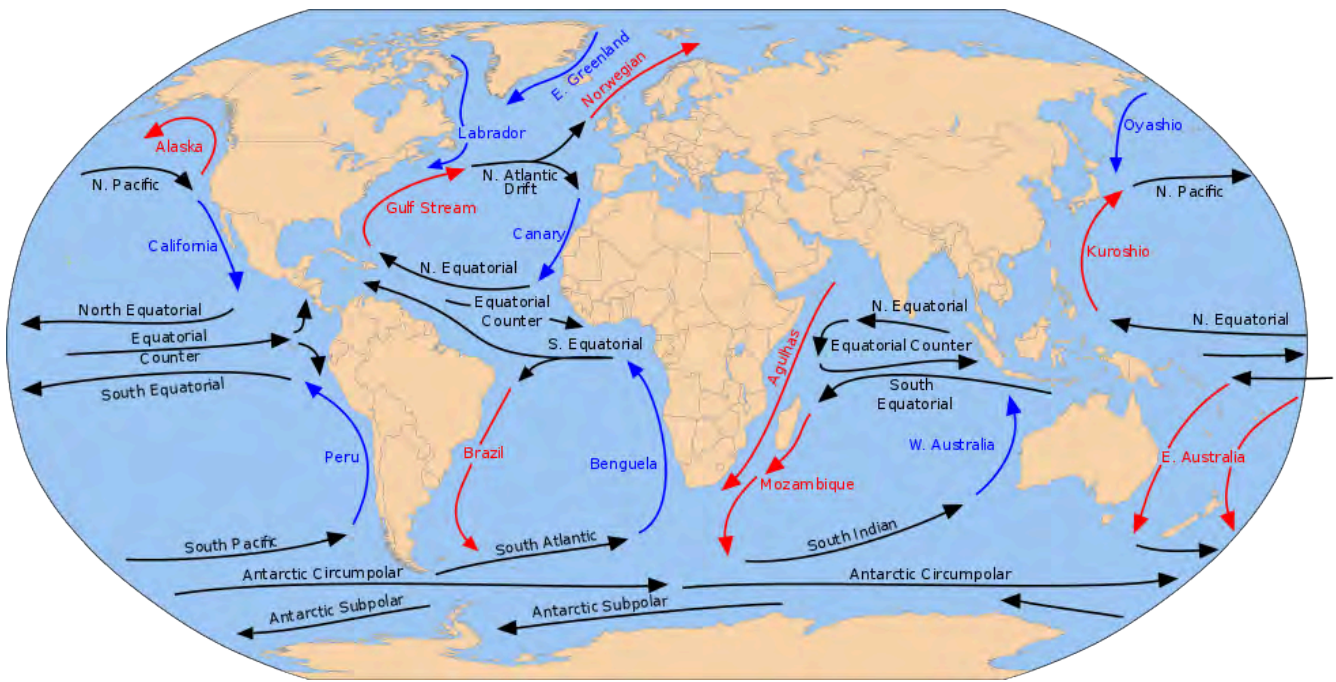 E. Greenland
Norwegian
Labrador
Oyashio
Alaska
N. Pacific
N. Atlantic
Drift
N. Pacific
Gulf Stream
Canary
California
Kuroshio
N. Equatorial
North Equatorial
Equatorial
Counter
N. Equatorial
N. Equatorial
Equatorial
Counter
S. Equatorial
Equatorial Counter
South Equatorial
Agulhas
South
Equatorial
Peru
Brazil
Benguela
W. Australia
E. Australia
Mozambique
South Pacific
South Atlantic
South Indian
Antarctic Circumpolar
Antarctic Circumpolar
Antarctic Subpolar
Antarctic Subpolar